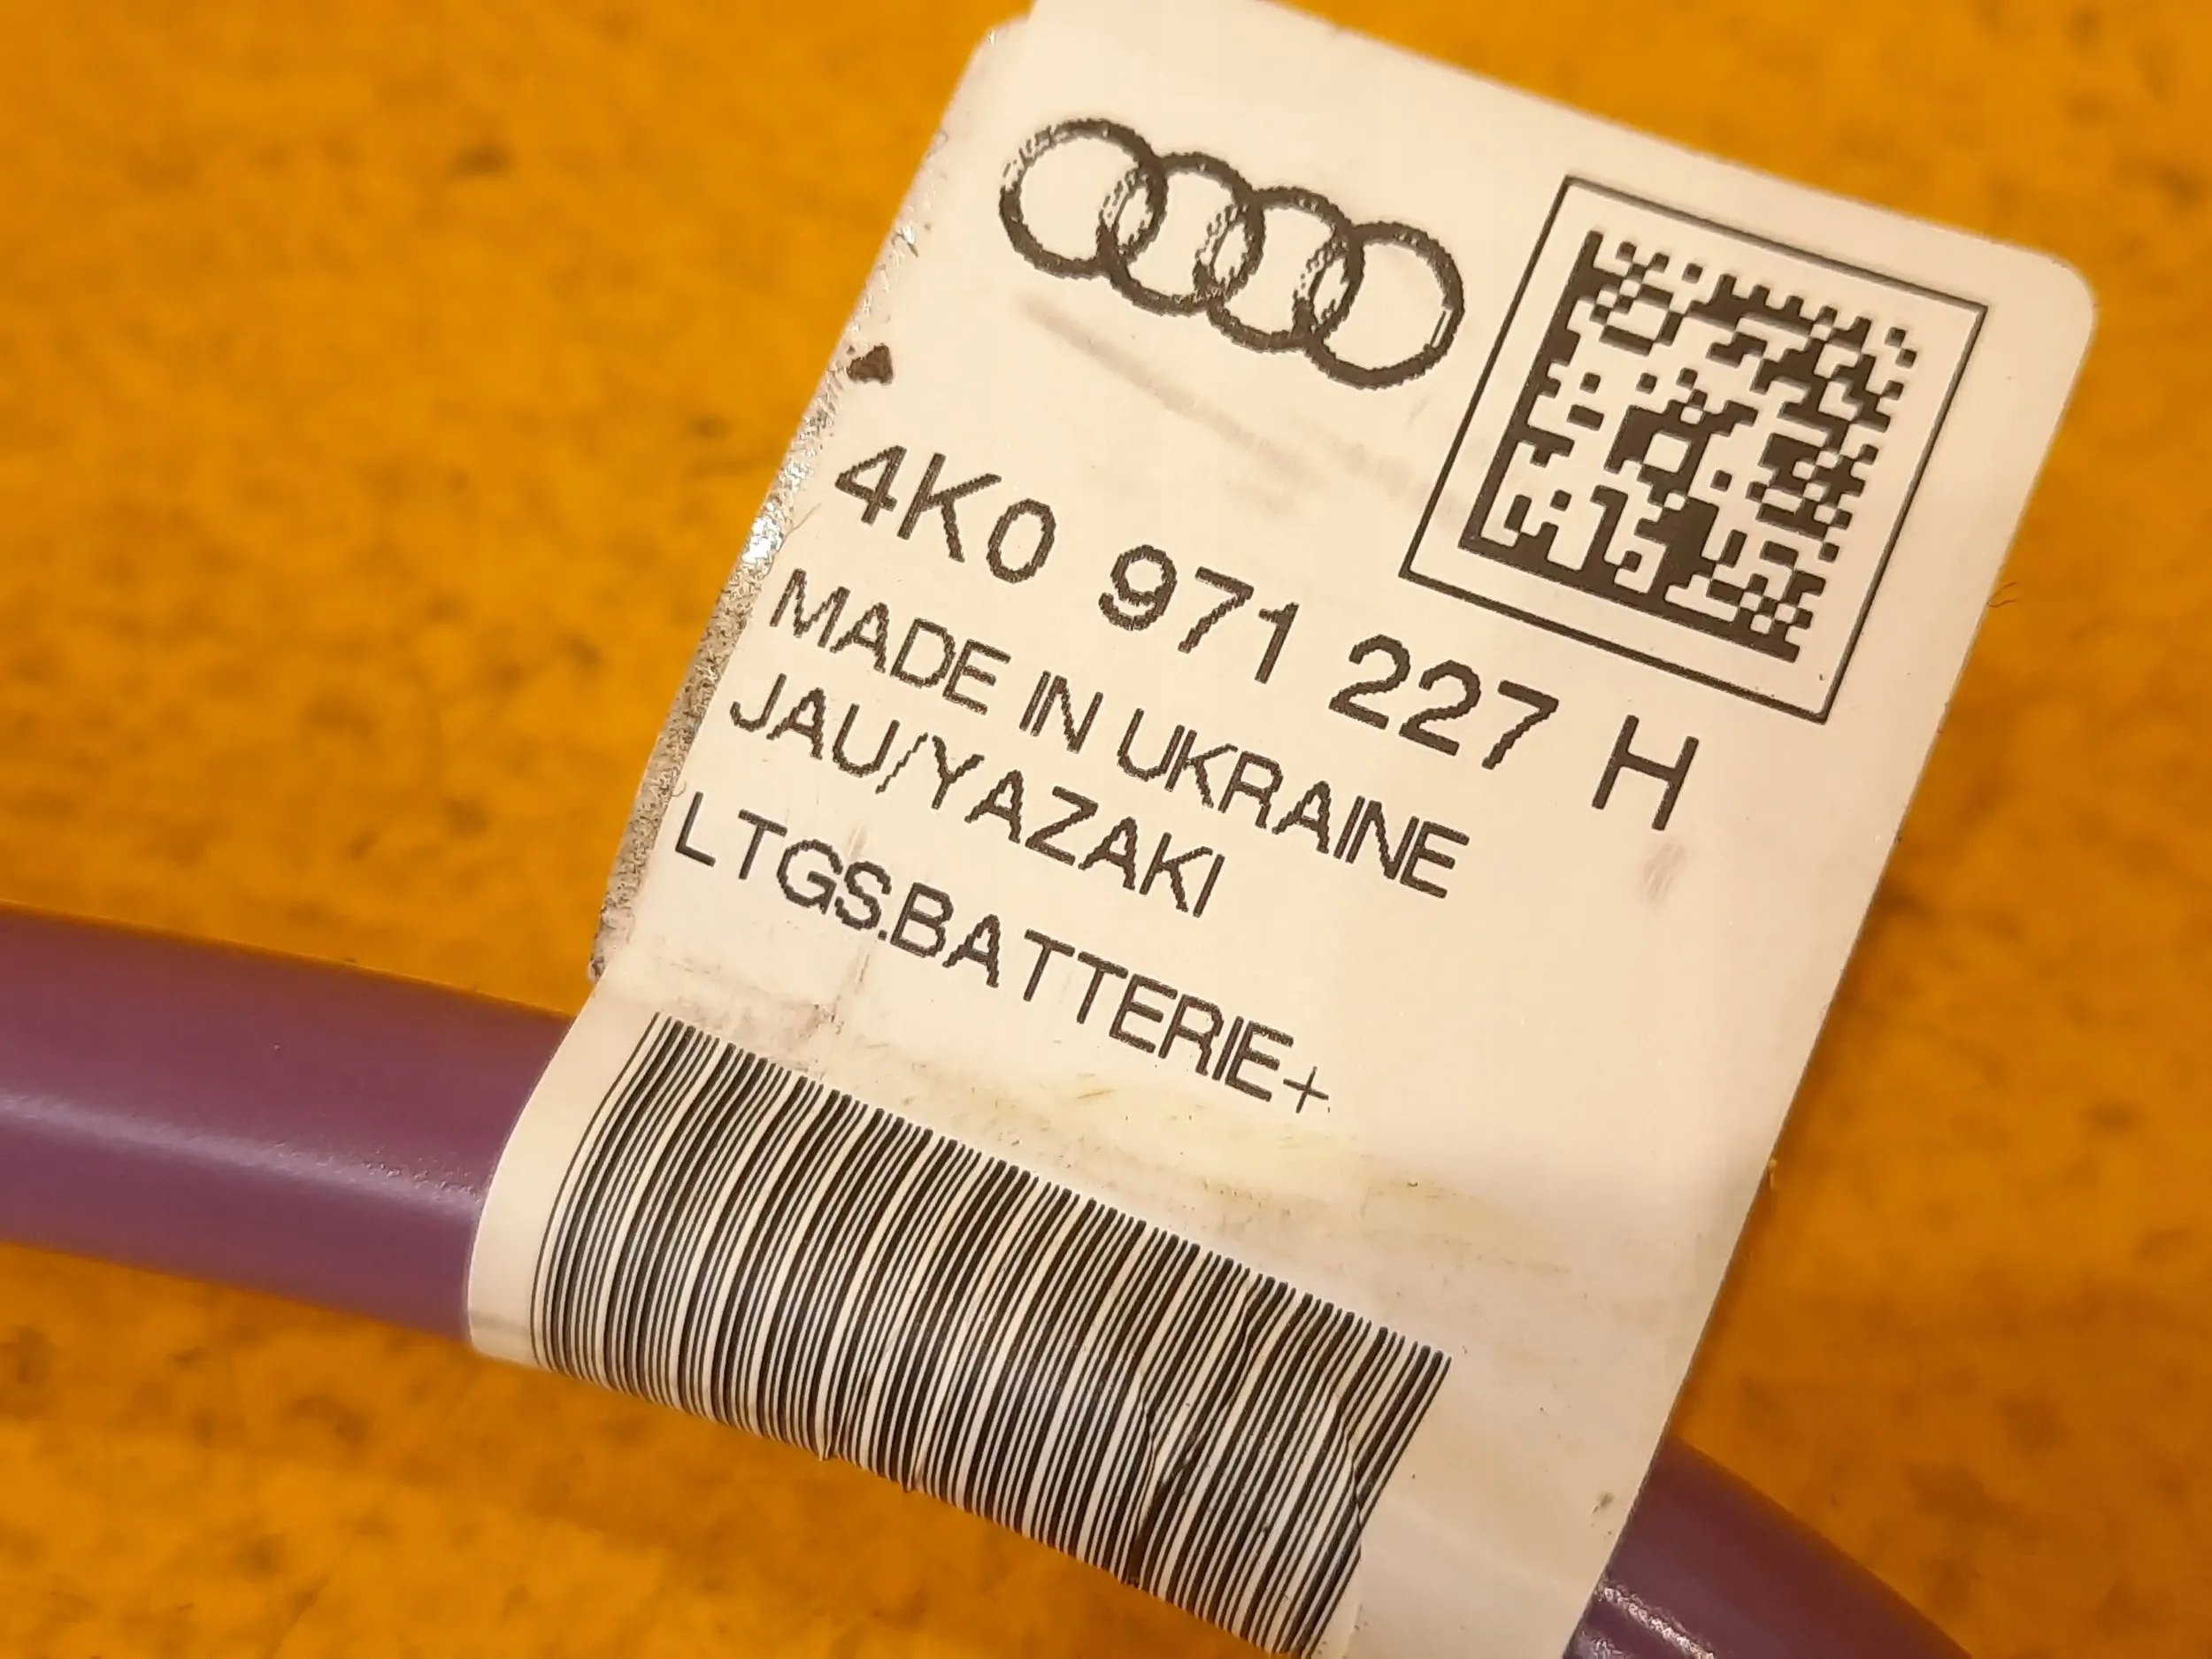 4K0 971 227 H
MADE IN UKRAINE
JAU/YAZAKI
LTGS.BATTERIE+